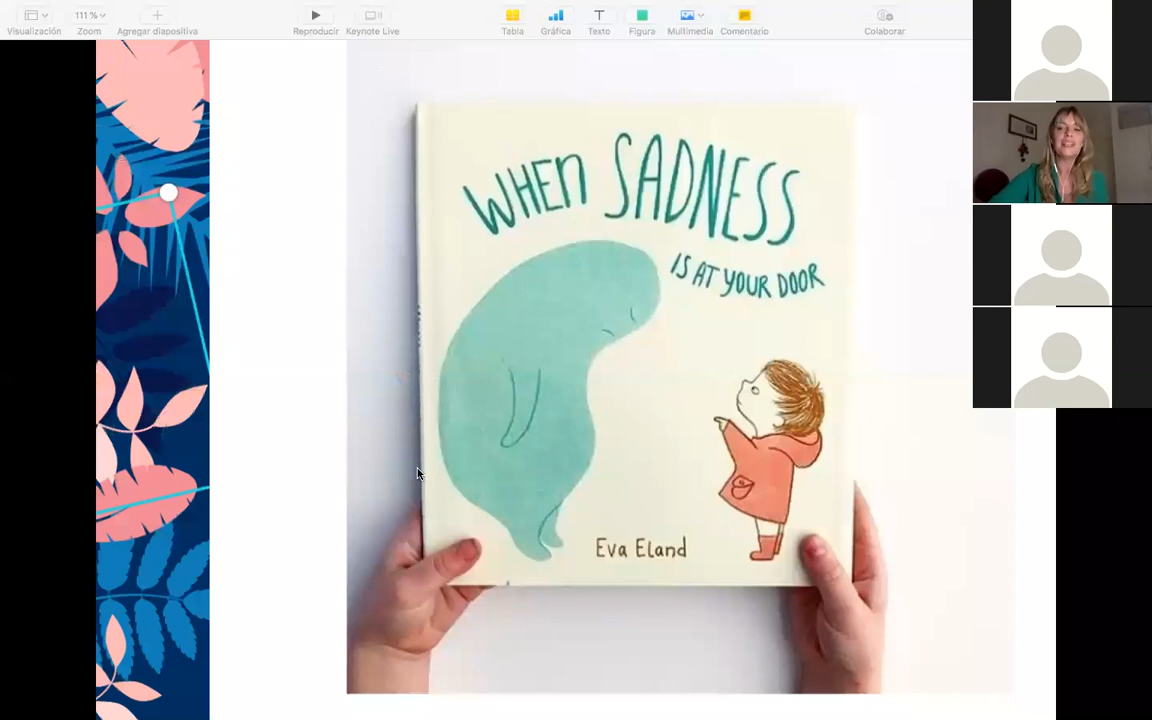 Visualización
111 %
Zoom
Agregar diapositiva
Reproducir
Keynote Live
Tabla
Gráfica
Texto
Figura
Multimedia
Comentario
Colaborar
WHEN SADNESS
IS AT YOUR DOOR
Eva Eland